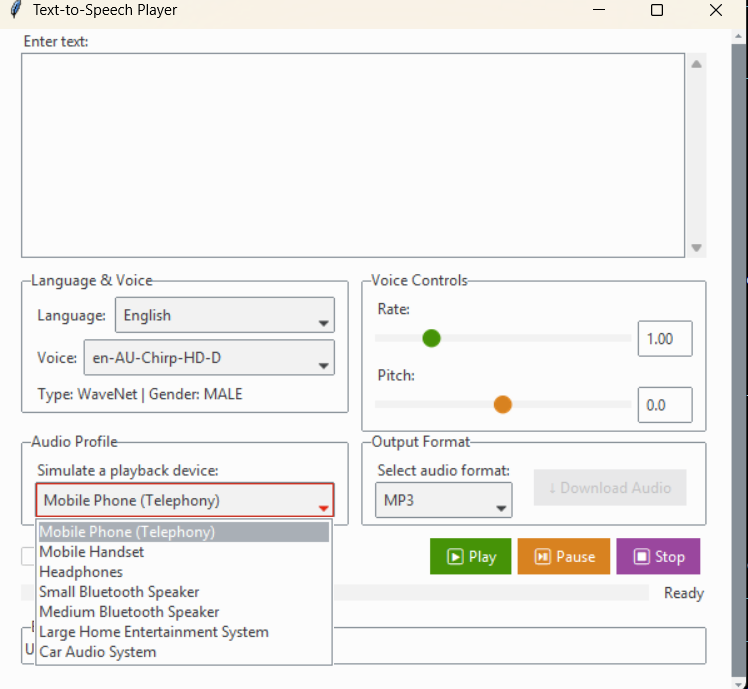 Text-to-Speech Player
Enter text:
Language & Voice
Language: English
Voice: en-AU-Chirp-HD-D
Type: WaveNet | Gender: MALE
Voice Controls
Rate:
1.00
Pitch:
0.0
Audio Profile
Simulate a playback device:
Mobile Phone (Telephony)
Mobile Phone (Telephony)
Mobile Handset
Headphones
Small Bluetooth Speaker
Medium Bluetooth Speaker
Large Home Entertainment System
Car Audio System
Output Format
Select audio format:
MP3
↓ Download Audio
Play Pause Stop
Ready